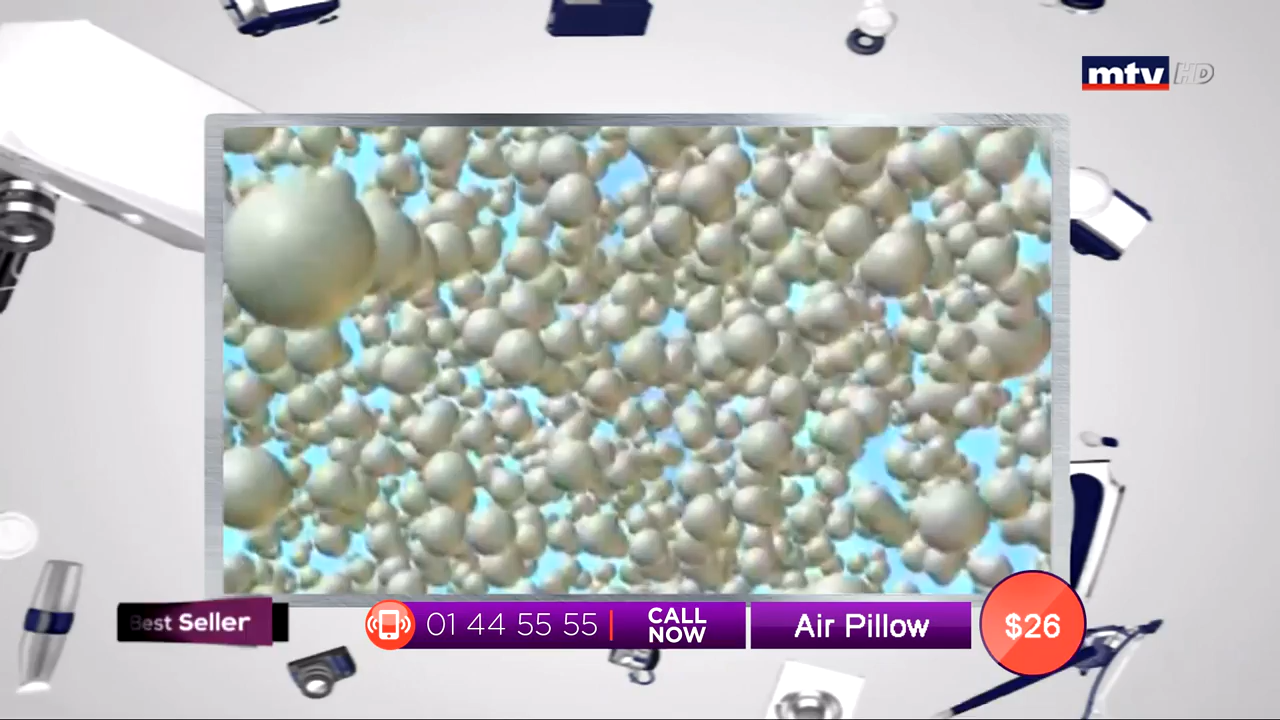 mtv HD
Best Seller
01 44 55 55
CALL
NOW
Air Pillow
$26